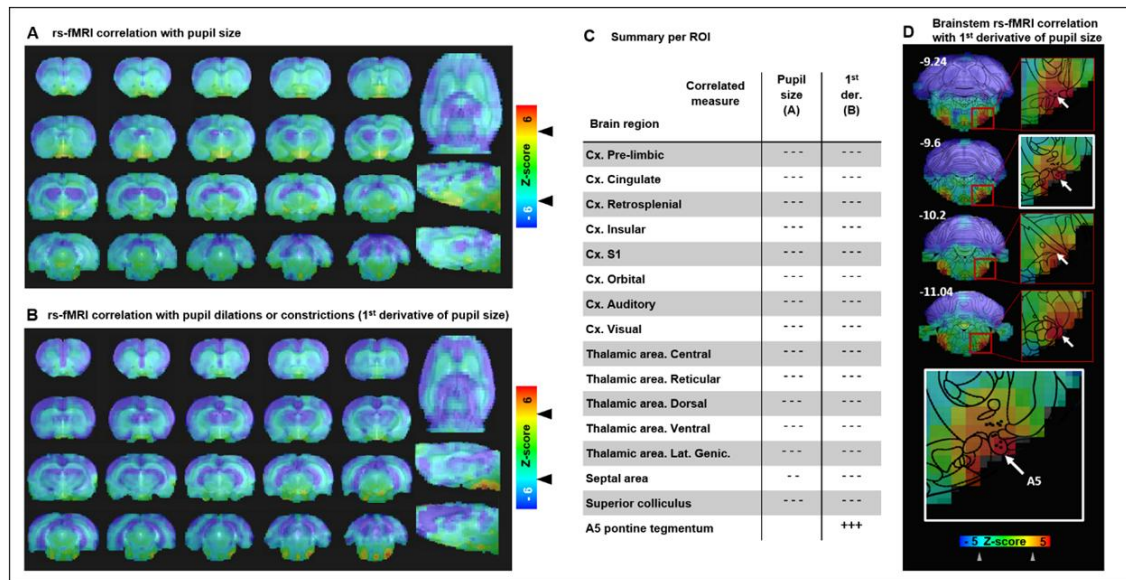 A rs-fMRI correlation with pupil size
6
Z-score
- 6
B rs-fMRI correlation with pupil dilations or constrictions (1st derivative of pupil size)
6
Z-score
- 6
C Summary per ROI
Correlated measure
Pupil size (A)
1st der. (B)
Brain region
Cx. Pre-limbic --- ---
Cx. Cingulate --- ---
Cx. Retrosplenial --- ---
Cx. Insular --- ---
Cx. S1 --- ---
Cx. Orbital --- ---
Cx. Auditory --- ---
Cx. Visual --- ---
Thalamic area. Central --- ---
Thalamic area. Reticular --- ---
Thalamic area. Dorsal --- ---
Thalamic area. Ventral --- ---
Thalamic area. Lat. Genic. --- ---
Septal area -- ---
Superior colliculus --- ---
A5 pontine tegmentum +++
D Brainstem rs-fMRI correlation
with 1st derivative of pupil size
-9.24
-9.6
-10.2
-11.04
A5
- 5 Z-score 5